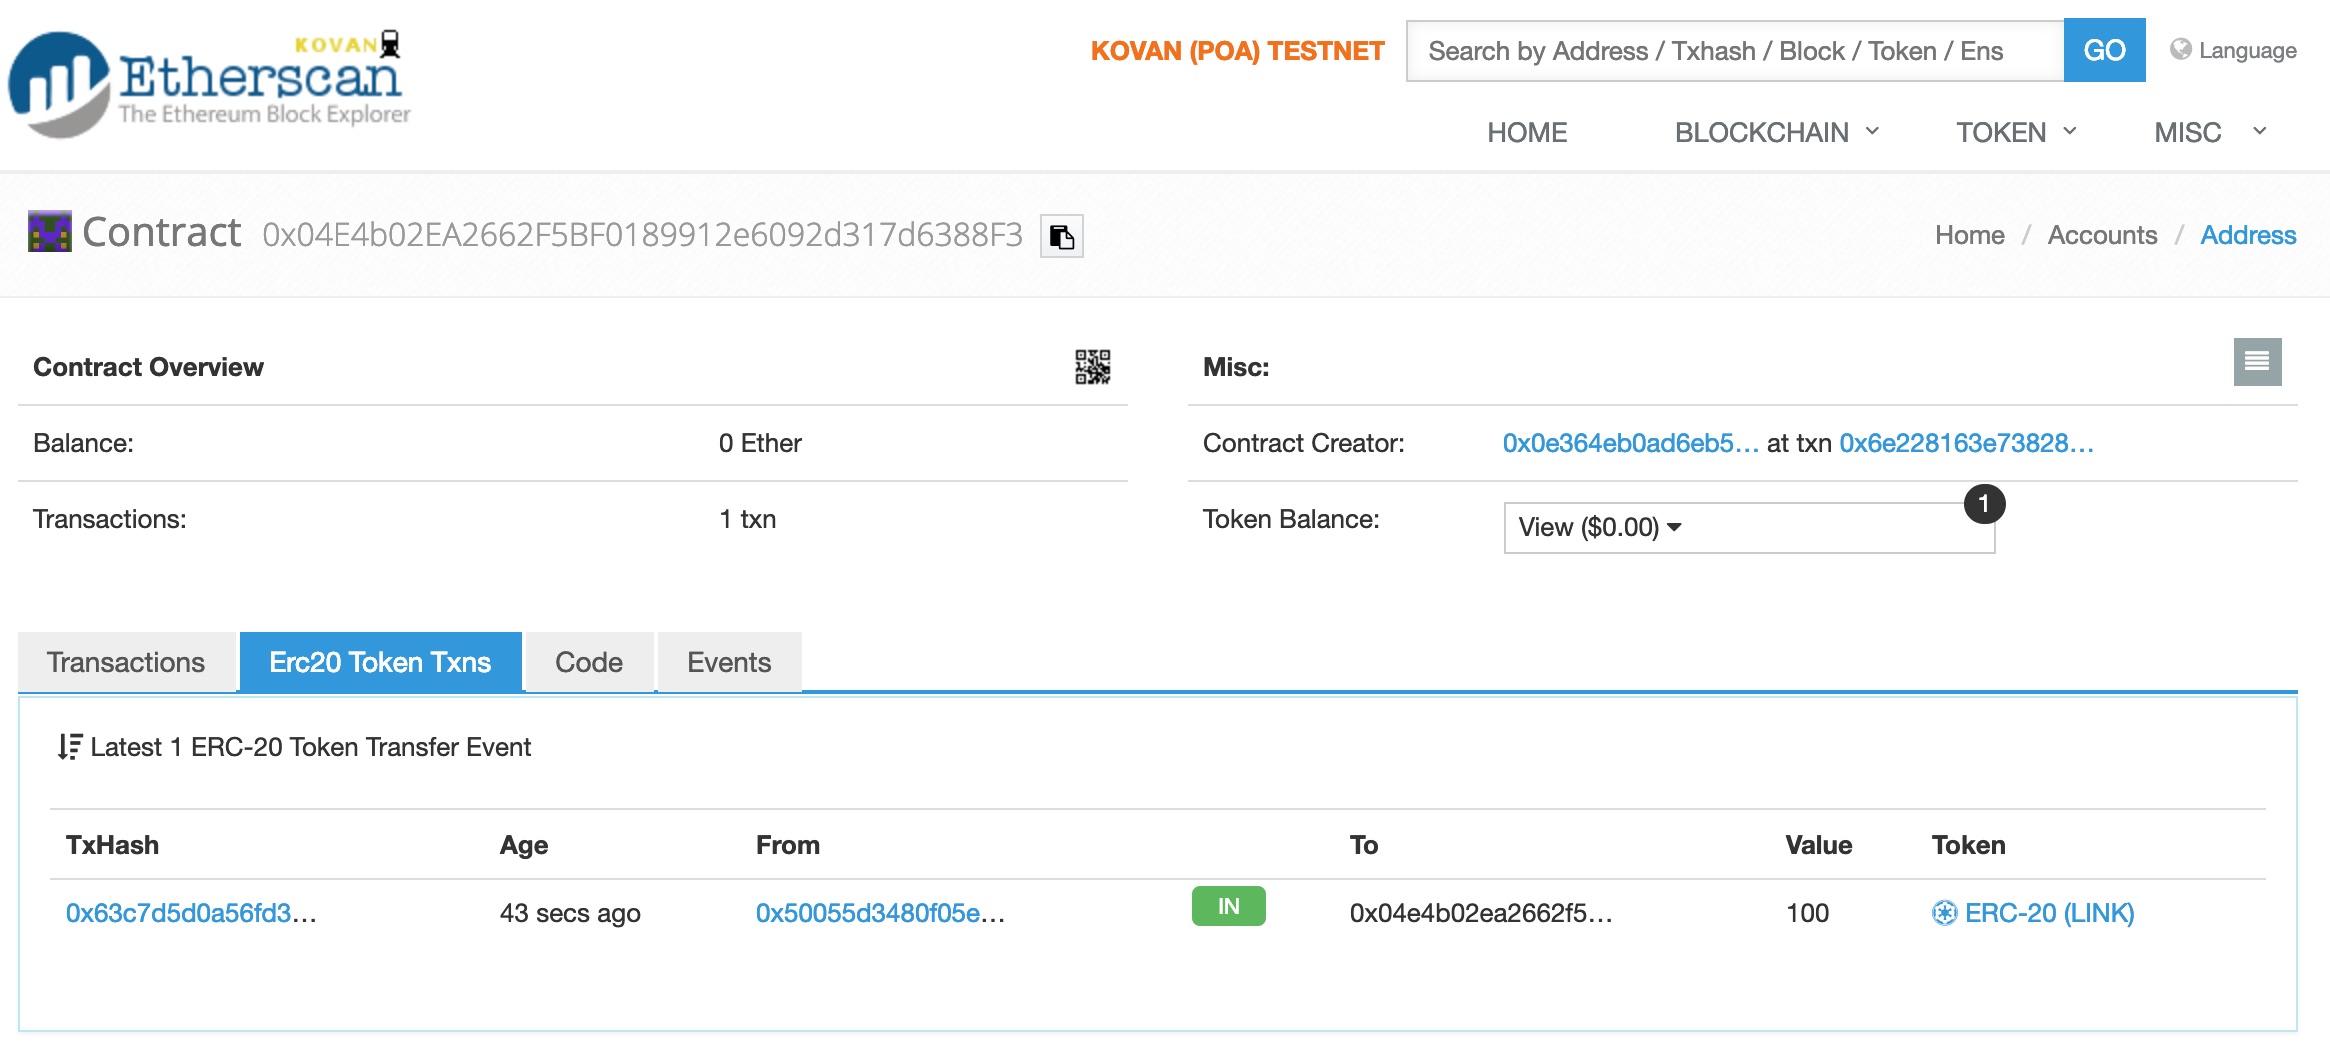 KOVAN
Etherscan
The Ethereum Block Explorer
KOVAN (POA) TESTNET
Search by Address / Txhash / Block / Token / Ens
GO
Language
HOME
BLOCKCHAIN
TOKEN
MISC
Contract 0x04E4b02EA2662F5BF0189912e6092d317d6388F3
Home / Accounts / Address
Contract Overview
Balance: 0 Ether
Transactions: 1 txn
Misc:
Contract Creator: 0x0e364eb0ad6eb5... at txn 0x6e228163e73828...
Token Balance: View ($0.00) 1
Transactions
Erc20 Token Txns
Code
Events
Latest 1 ERC-20 Token Transfer Event
TxHash Age From To Value Token
0x63c7d5d0a56fd3... 43 secs ago 0x50055d3480f05e... IN 0x04e4b02ea2662f5... 100 ERC-20 (LINK)